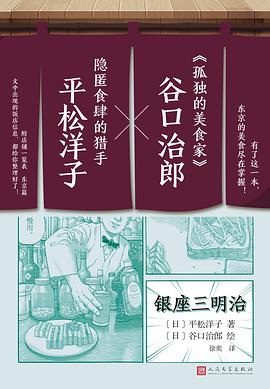 有了这一本，
东京的美食尽在掌握！
《孤独的美食家》
谷口治郎
×
隐匿食肆的猎手
平松洋子
附店铺一览表 东京篇
文中出现的饭店信息，都给你整理好了！
银座三明治
［日］平松洋子 著
［日］谷口治郎 绘
徐奕 译
人民文学出版社